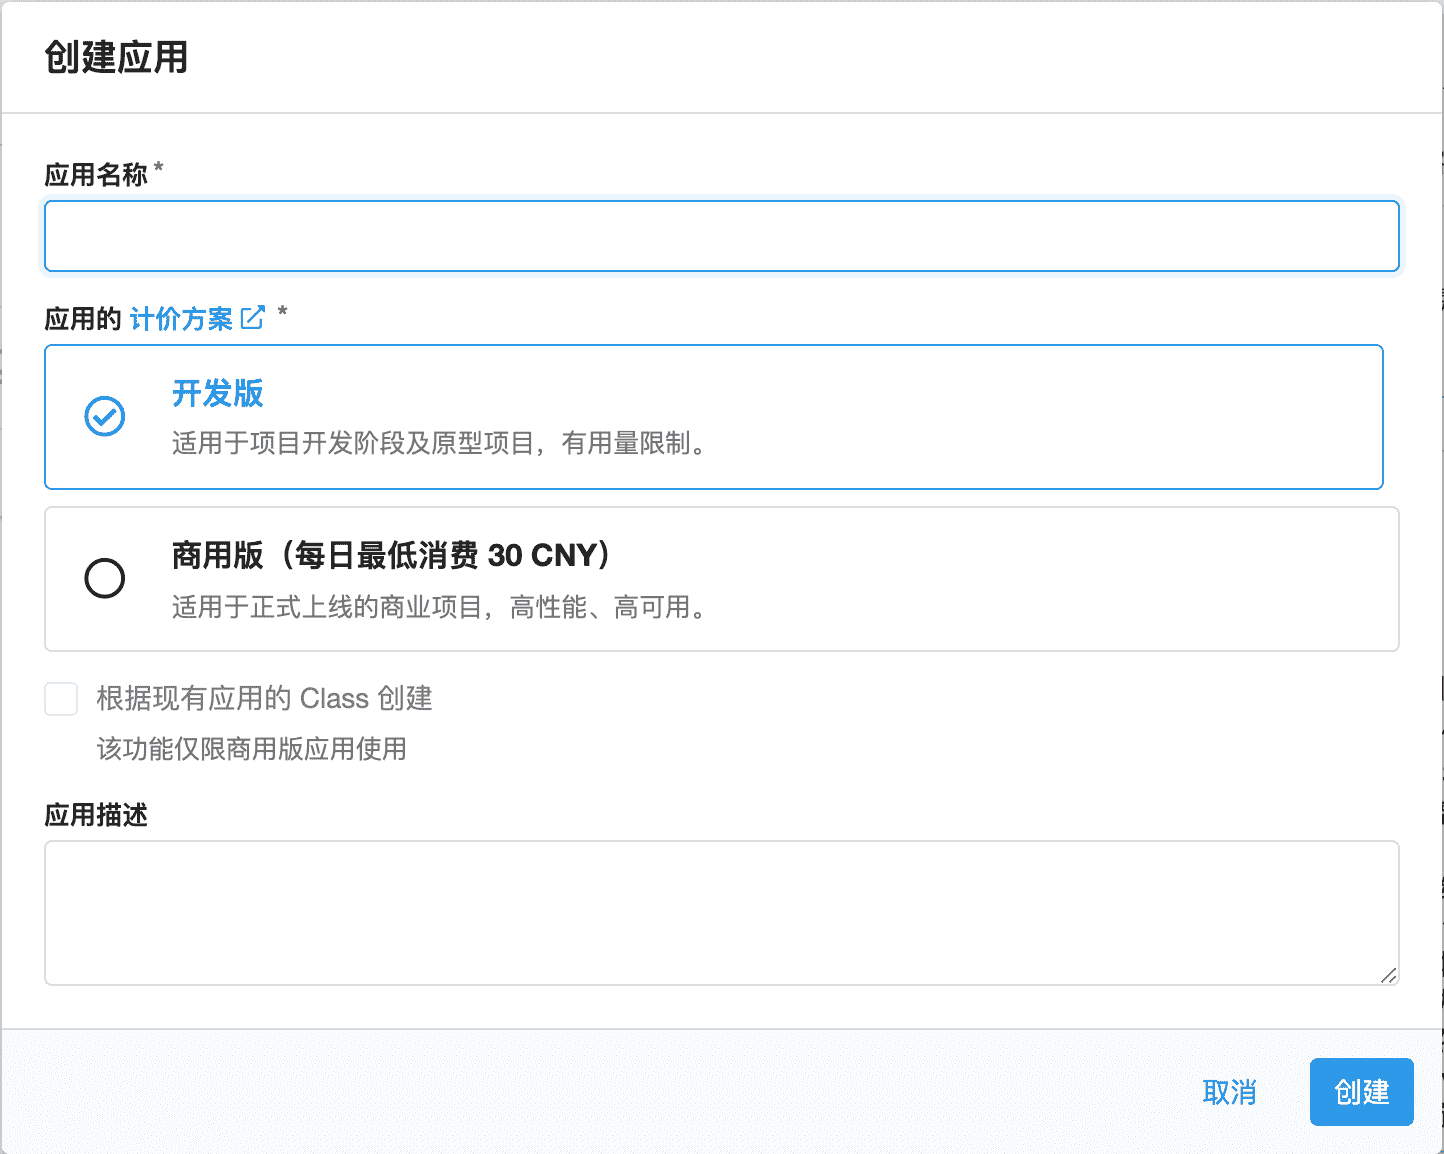 创建应用
应用名称 *
应用的 计价方案 *
开发版
适用于项目开发阶段及原型项目，有用量限制。
商用版（每日最低消费 30 CNY）
适用于正式上线的商业项目，高性能、高可用。
根据现有应用的 Class 创建
该功能仅限商用版应用使用
应用描述
取消 创建